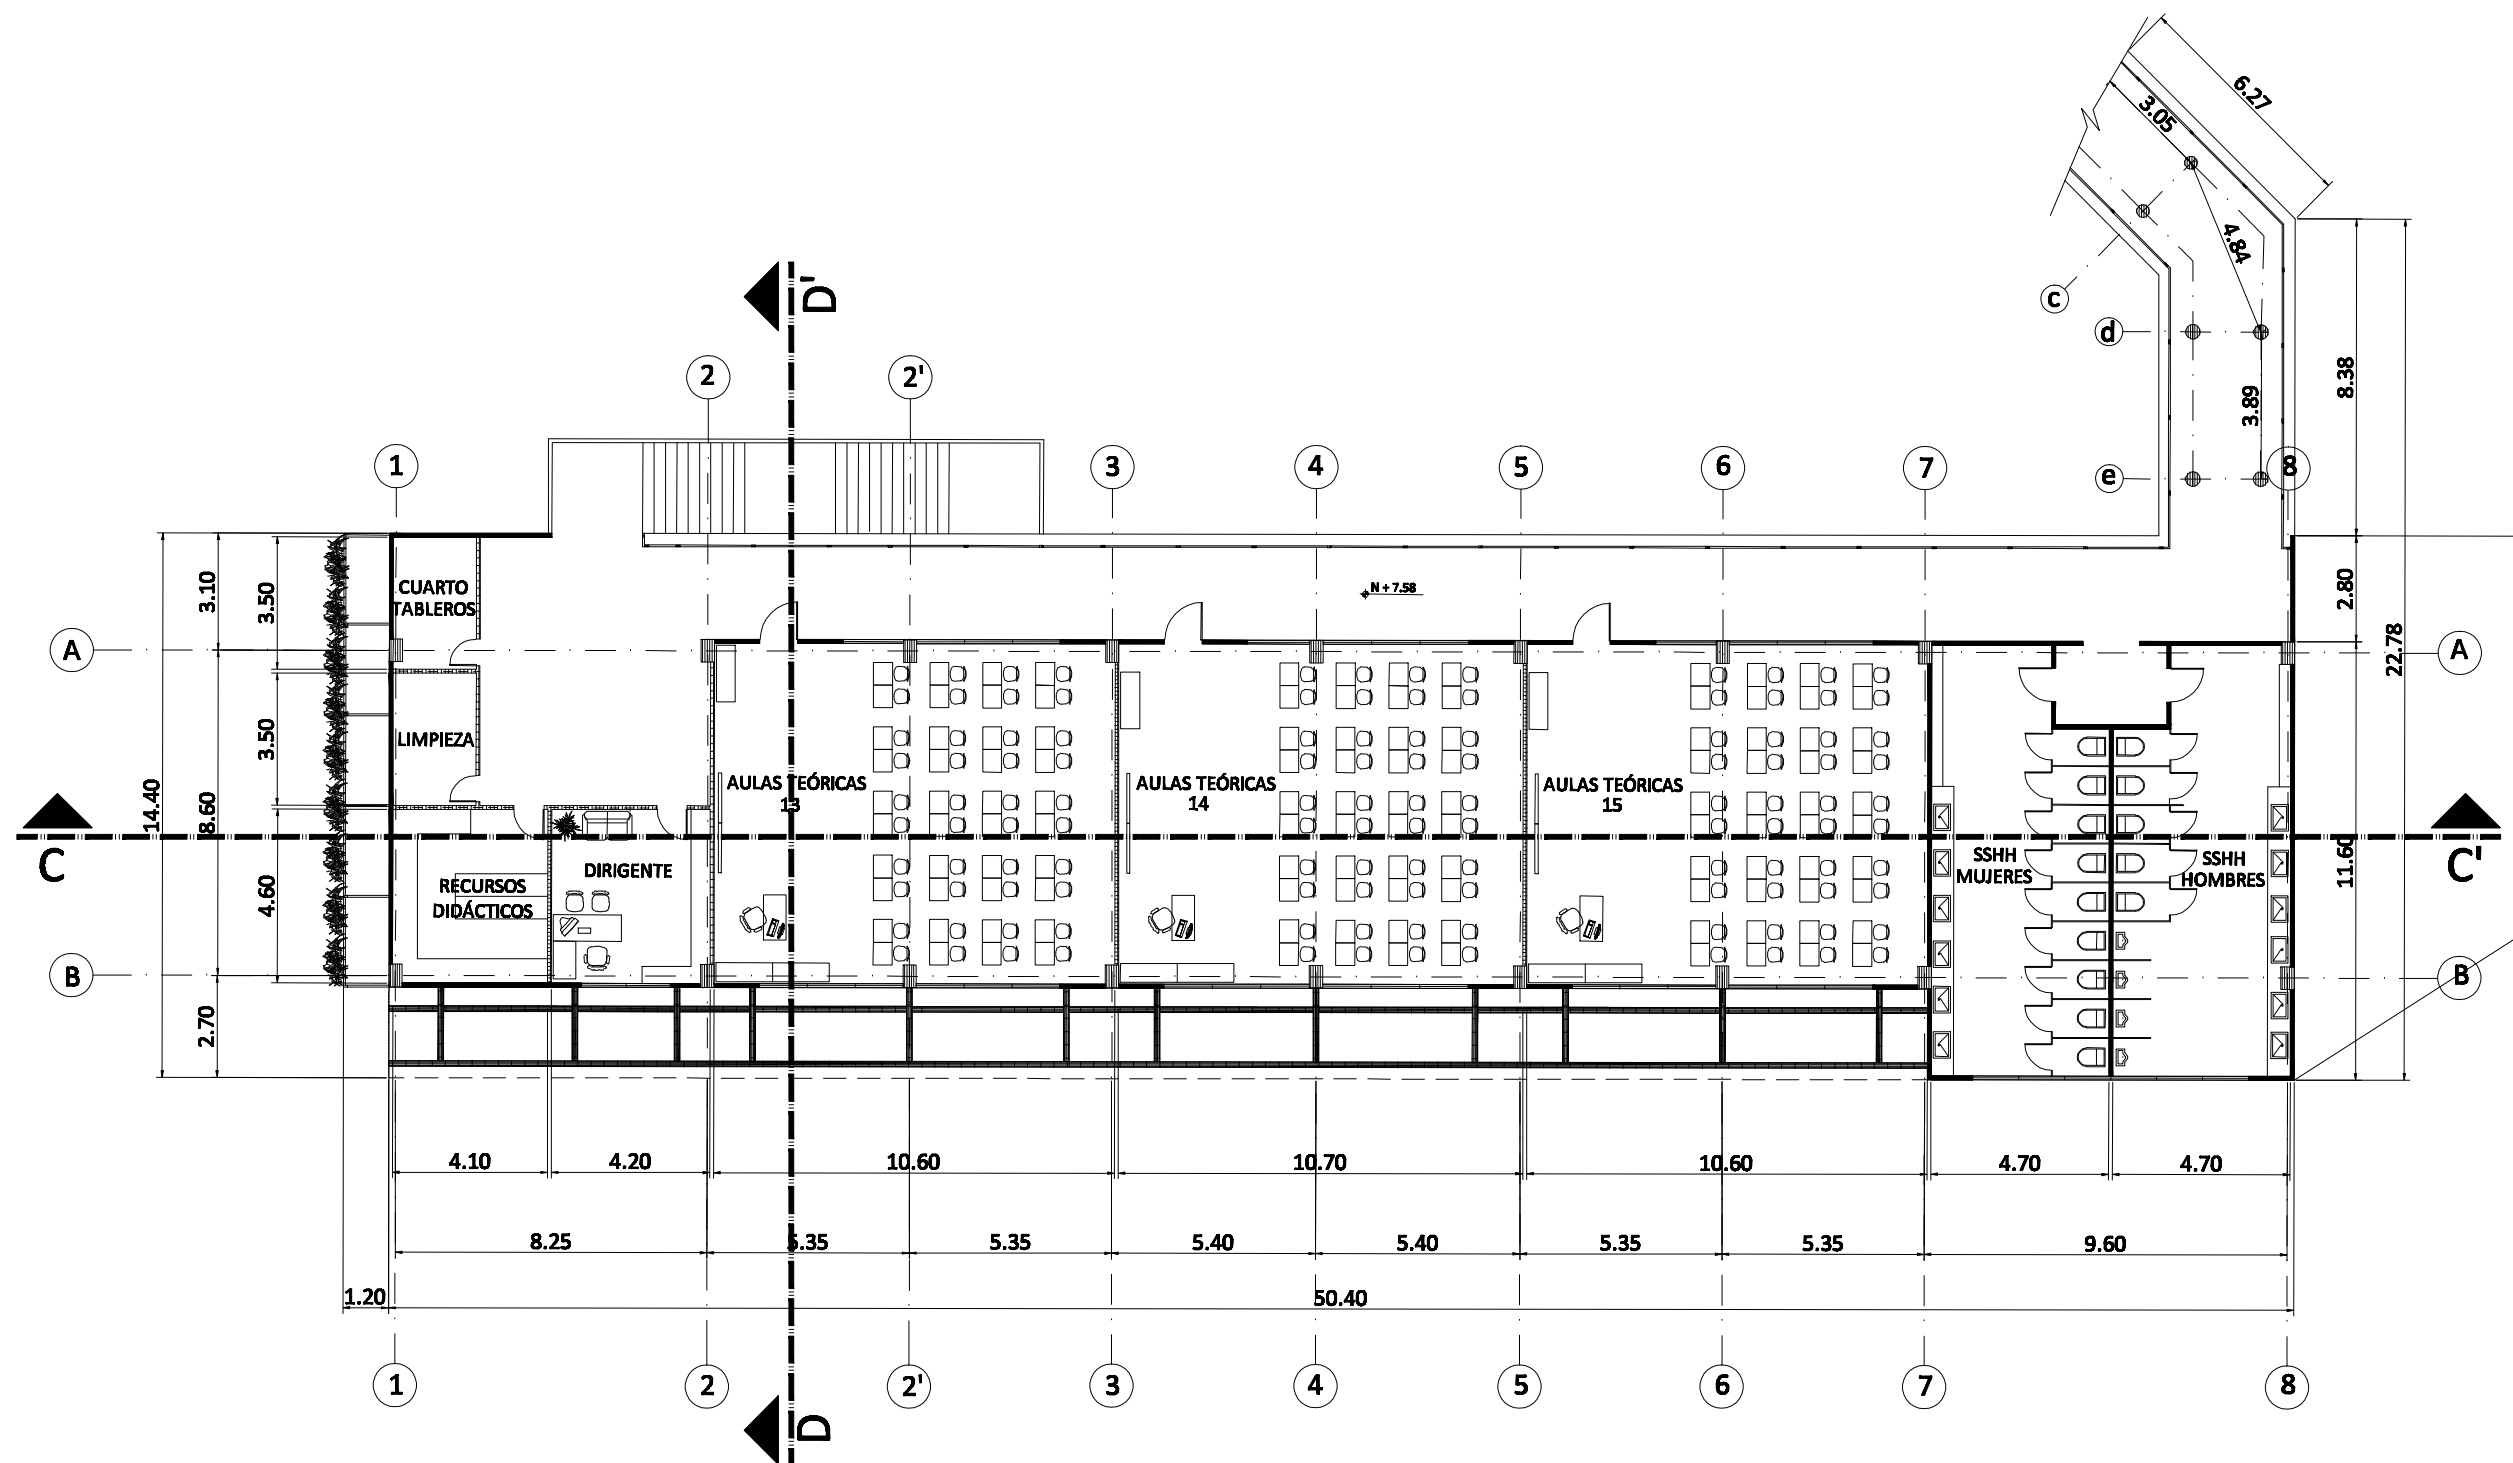 6.27
3.05
4.84
c
d
e
3.89
8.38
D'
2
2'
1
3
4
5
6
7
8
CUARTO
TABLEROS
N + 7.58
3.10
3.50
2.80
22.78
A
A
LIMPIEZA
3.50
14.40
8.60
AULAS TEÓRICAS
13
AULAS TEÓRICAS
14
AULAS TEÓRICAS
15
C
C'
DIRIGENTE
RECURSOS
DIDÁCTICOS
4.60
SSHH
MUJERES
SSHH
HOMBRES
11.60
B
B
2.70
4.10
4.20
10.60
10.70
10.60
4.70
4.70
8.25
5.35
5.35
5.40
5.40
5.35
5.35
9.60
1.20
50.40
1
2
2'
3
4
5
6
7
8
D